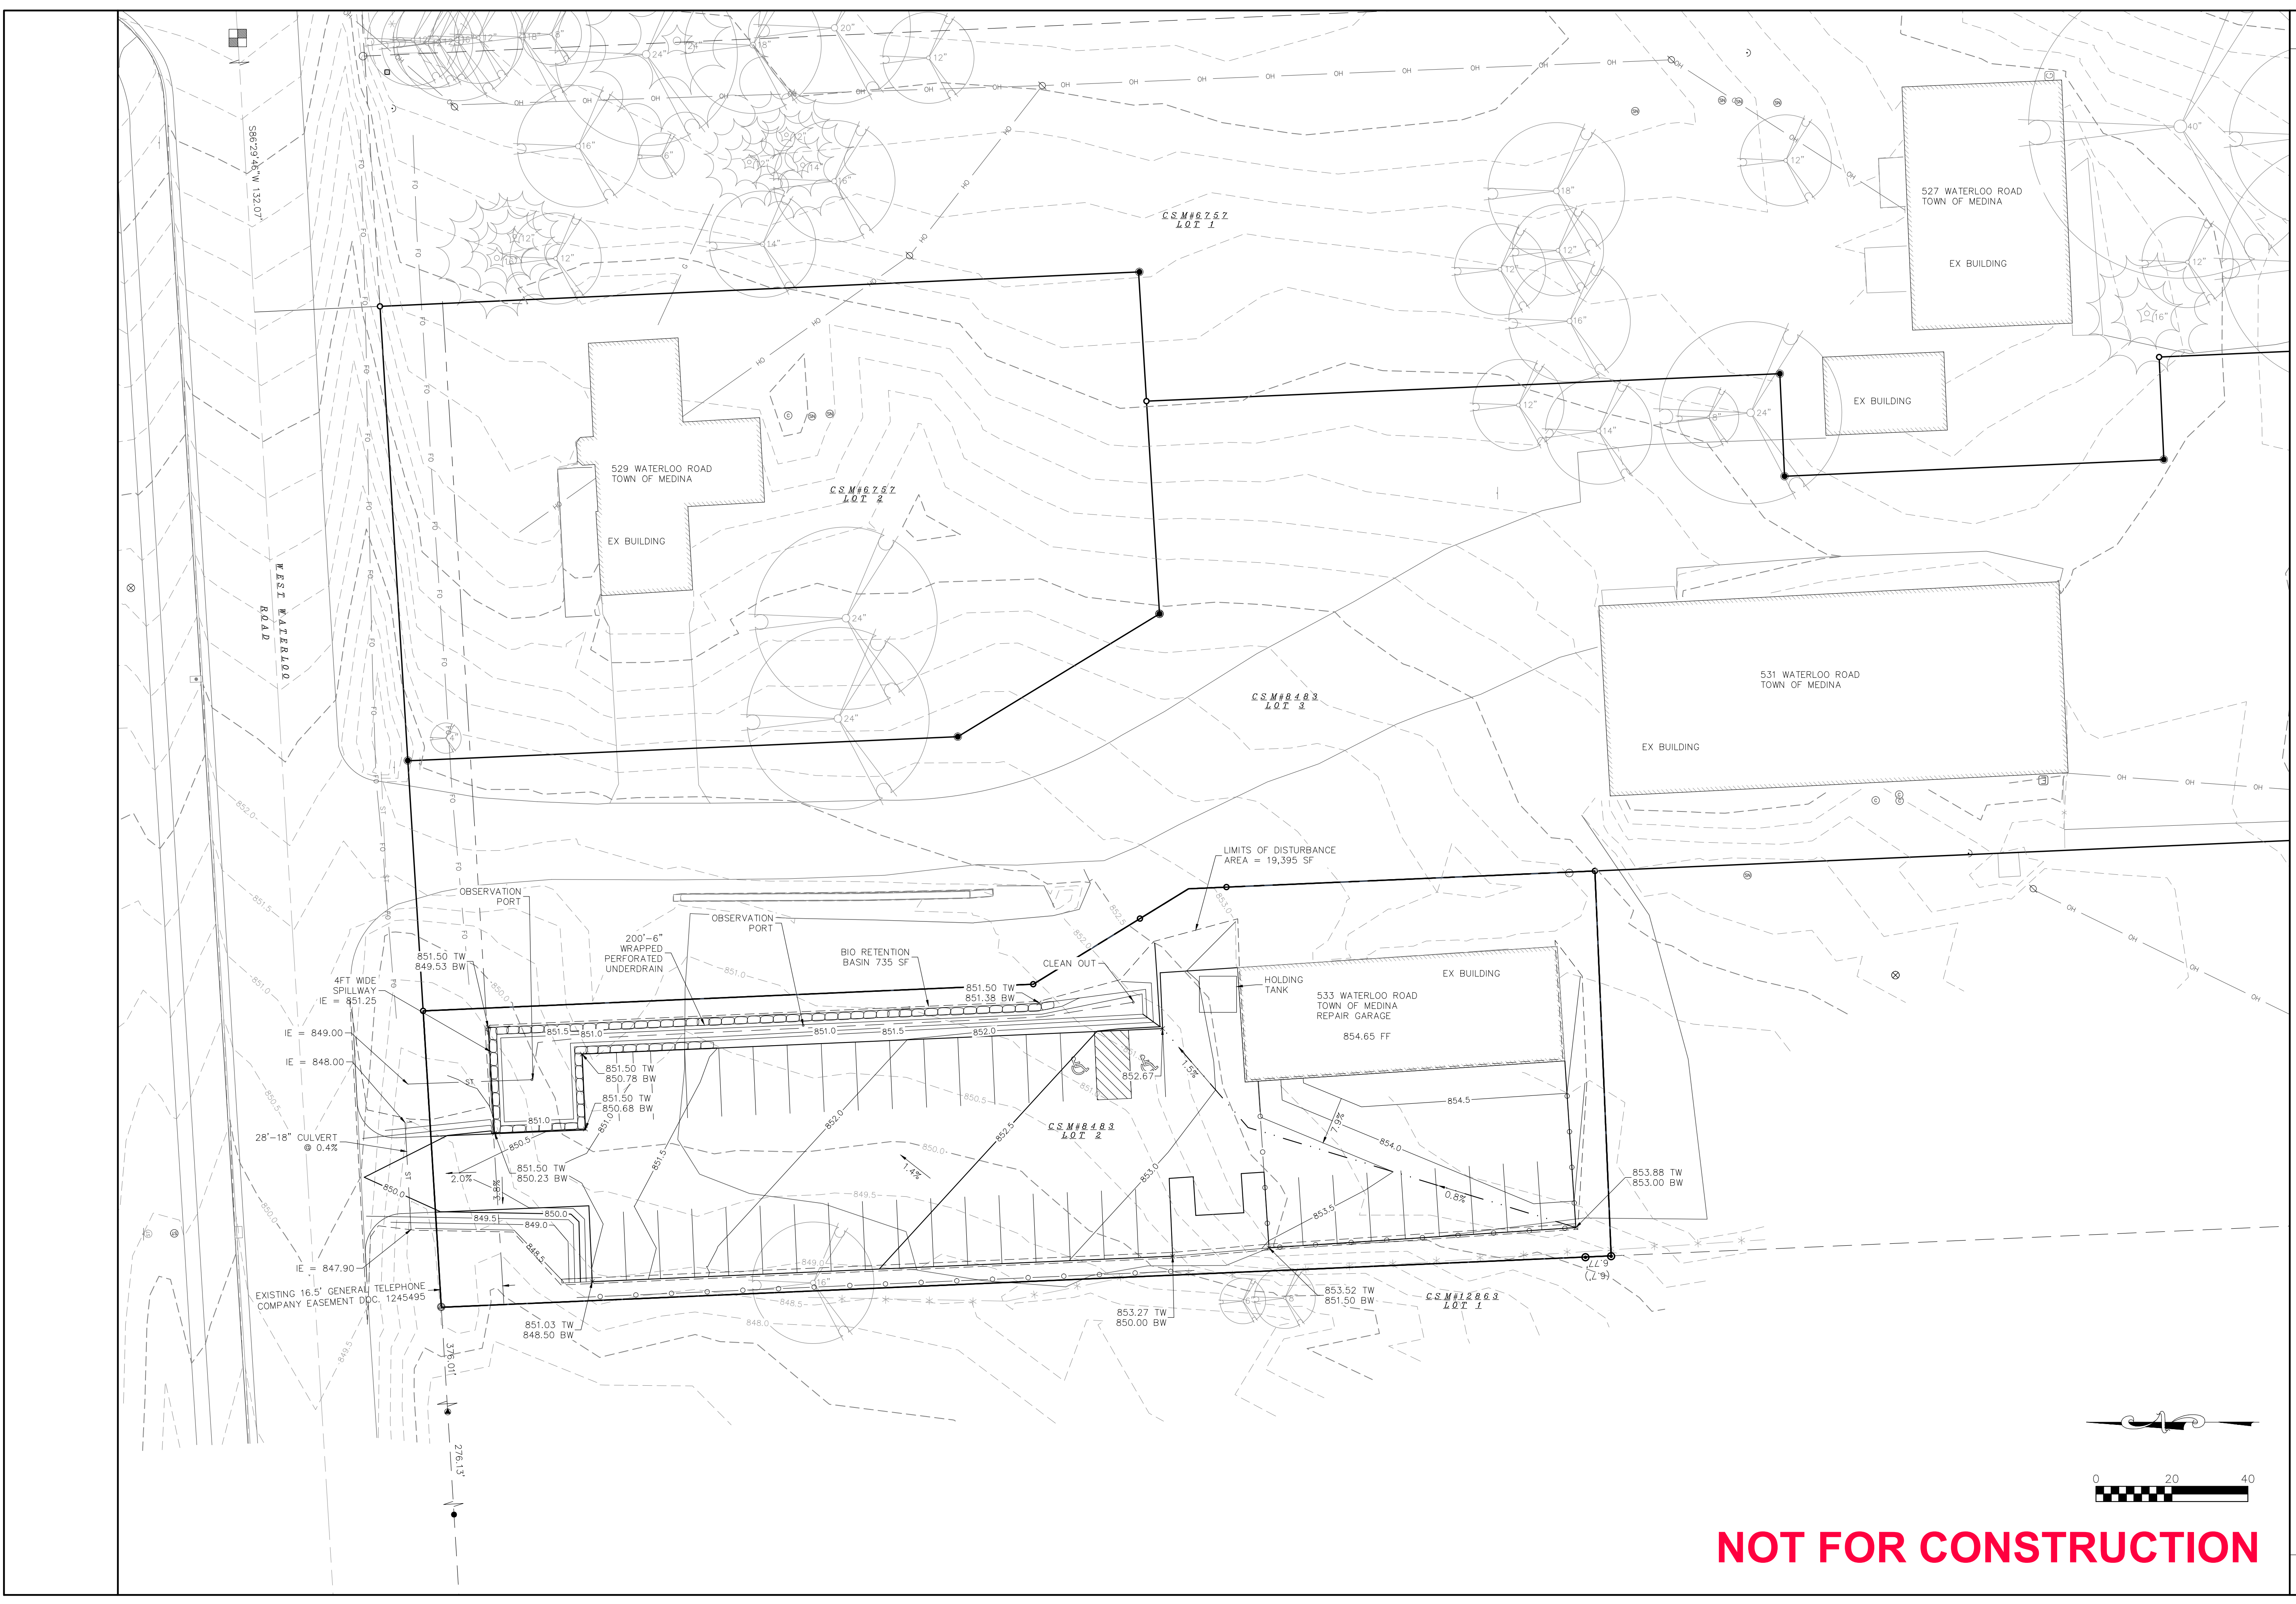 S86°29'45"W 132.07'
WEST WATERLOO
ROAD
CSM#6757
LOT 1
527 WATERLOO ROAD
TOWN OF MEDINA
EX BUILDING
EX BUILDING
529 WATERLOO ROAD
TOWN OF MEDINA
EX BUILDING
CSM#6757
LOT 2
531 WATERLOO ROAD
TOWN OF MEDINA
EX BUILDING
CSM#8483
LOT 3
LIMITS OF DISTURBANCE
AREA = 19,395 SF
OBSERVATION
PORT
OBSERVATION
PORT
200'-6"
WRAPPED
PERFORATED
UNDERDRAIN
BIO RETENTION
BASIN 735 SF
CLEAN OUT
851.50 TW
849.53 BW
4FT WIDE
SPILLWAY
IE = 851.25
851.50 TW
851.38 BW
HOLDING
TANK
EX BUILDING
533 WATERLOO ROAD
TOWN OF MEDINA
REPAIR GARAGE
854.65 FF
IE = 849.00
IE = 848.00
851.50 TW
850.78 BW
851.50 TW
850.68 BW
852.67
1.5%
28'-18" CULVERT
@ 0.4%
CSM#8483
LOT 2
851.50 TW
850.23 BW
2.0%
1.8%
1.4%
7.9%
0.8%
853.88 TW
853.00 BW
IE = 847.90
EXISTING 16.5' GENERAL TELEPHONE
COMPANY EASEMENT DOC. 1245495
851.03 TW
848.50 BW
853.27 TW
850.00 BW
853.52 TW
851.50 BW
CSM#12863
LOT 1
6.77'
(6.7')
376.01'
276.13'
0 20 40
NOT FOR CONSTRUCTION